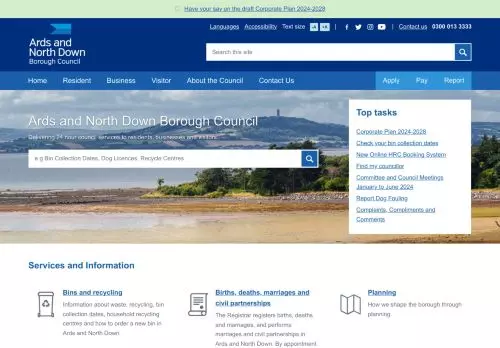 Have your say on the draft Corporate Plan 2024-2028
Languages Accessibility Text size -A +A | | Contact us 0300 013 3333
Ards and
North Down
Borough Council
Search this site
Home Resident Business Visitor About the Council Contact Us Apply Pay Report
Ards and North Down Borough Council
Delivering 24 hour council services to residents, businesses and visitors
e.g Bin Collection Dates, Dog Licences, Recycle Centres
Top tasks
Corporate Plan 2024-2028
Check your bin collection dates
New Online HRC Booking System
Find my councillor
Committee and Council Meetings
January to June 2024
Report Dog Fouling
Complaints, Compliments and
Comments
Services and Information
Bins and recycling
Information about waste, recycling, bin
collection dates, household recycling
centres and how to order a new bin in
Ards and North Down
Births, deaths, marriages and
civil partnerships
The Registrar registers births, deaths
and marriages, and performs
marriages and civil partnerships in
Ards and North Down. By appointment
Planning
How we shape the borough through
planning.